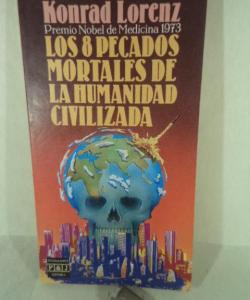 Konrad Lorenz
Premio Nobel de Medicina 1973
LOS 8 PECADOS
MORTALES DE
LA HUMANIDAD
CIVILIZADA